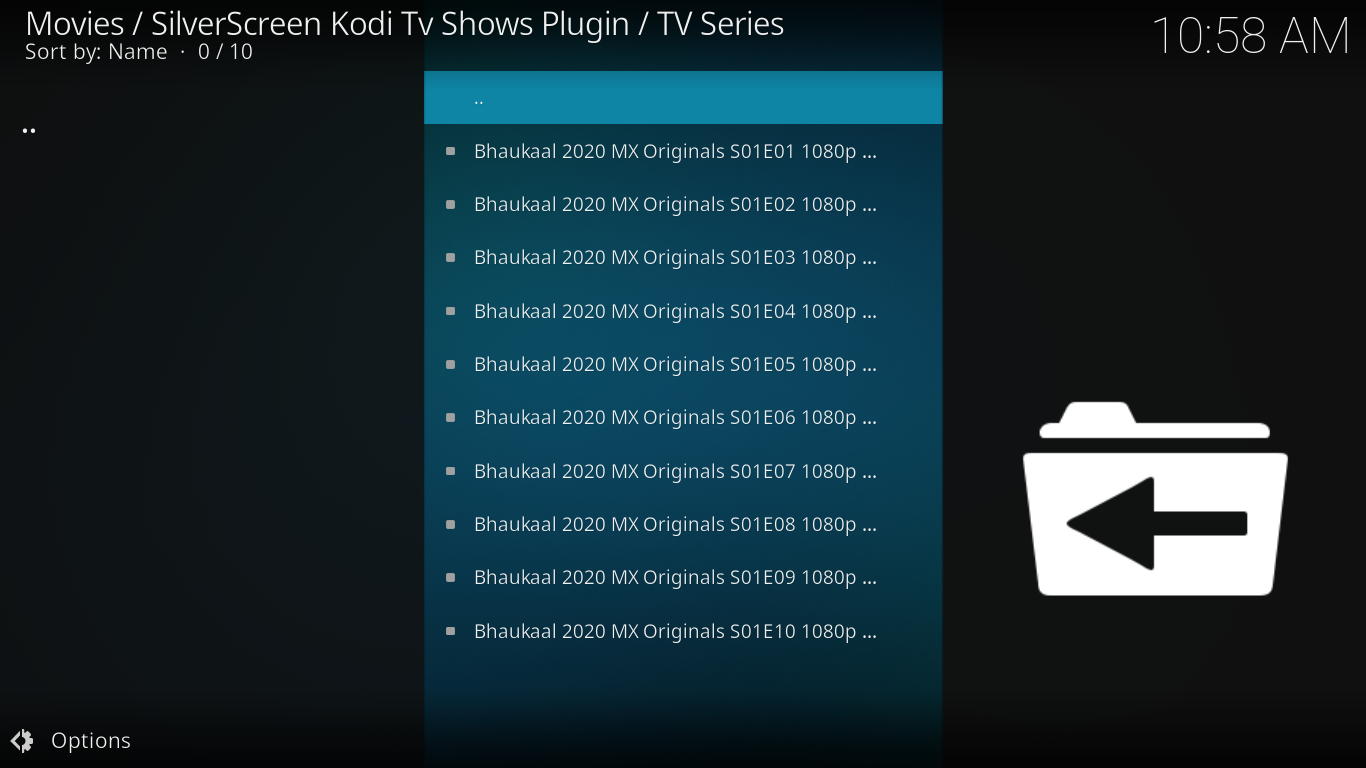 Movies / SilverScreen Kodi Tv Shows Plugin / TV Series
Sort by: Name · 0 / 10
10:58 AM
..
..
Bhaukaal 2020 MX Originals S01E01 1080p ...
Bhaukaal 2020 MX Originals S01E02 1080p ...
Bhaukaal 2020 MX Originals S01E03 1080p ...
Bhaukaal 2020 MX Originals S01E04 1080p ...
Bhaukaal 2020 MX Originals S01E05 1080p ...
Bhaukaal 2020 MX Originals S01E06 1080p ...
Bhaukaal 2020 MX Originals S01E07 1080p ...
Bhaukaal 2020 MX Originals S01E08 1080p ...
Bhaukaal 2020 MX Originals S01E09 1080p ...
Bhaukaal 2020 MX Originals S01E10 1080p ...
Options